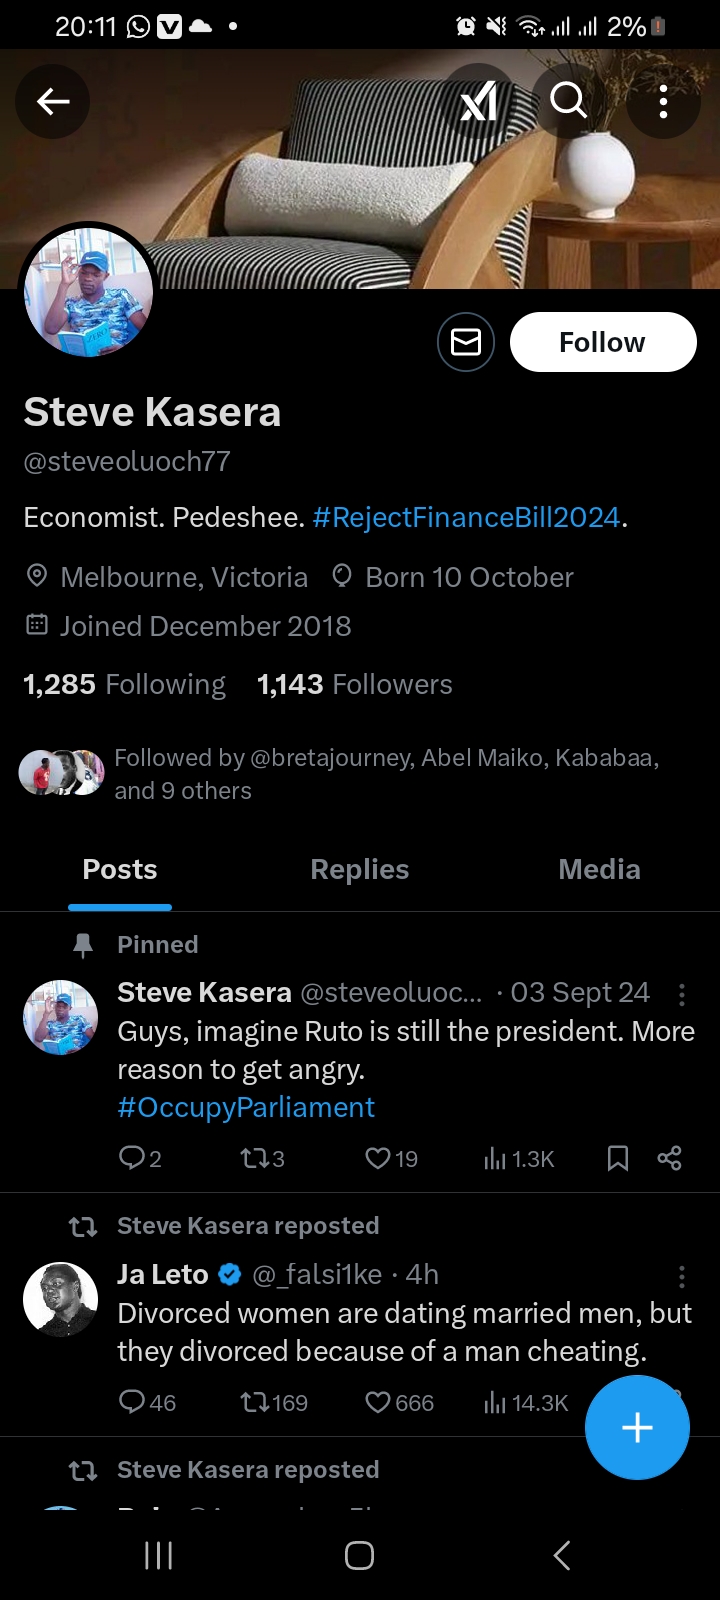 20:11
2%
Follow
Steve Kasera
@steveoluoch77
Economist. Pedeshee. #RejectFinanceBill2024.
Melbourne, Victoria Born 10 October
Joined December 2018
1,285 Following 1,143 Followers
Followed by @bretajourney, Abel Maiko, Kababaa,
and 9 others
Posts Replies Media
Pinned
Steve Kasera @steveoluoc... · 03 Sept 24
Guys, imagine Ruto is still the president. More
reason to get angry.
#OccupyParliament
2 3 19 1.3K
Steve Kasera reposted
Ja Leto @_falsi1ke · 4h
Divorced women are dating married men, but
they divorced because of a man cheating.
46 169 666 14.3K
Steve Kasera reposted